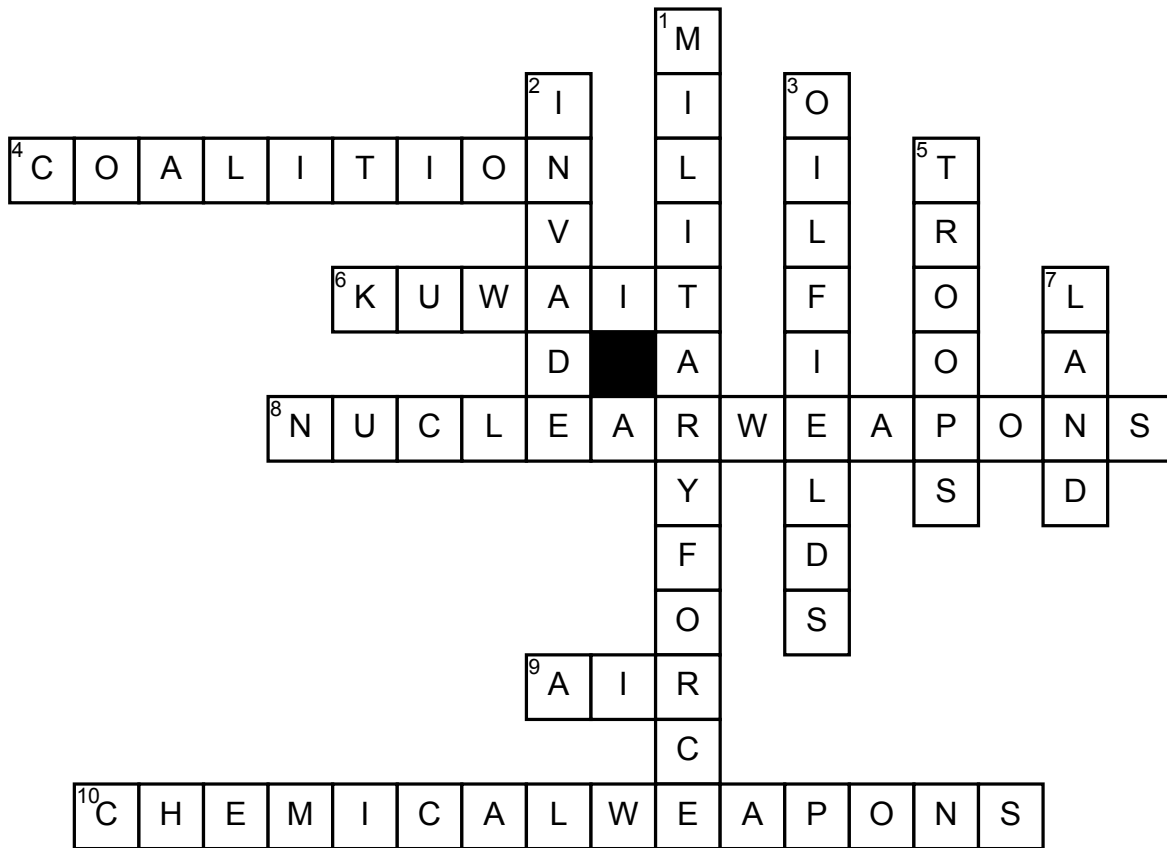 1 M
2 I I 3 O
4 C O A L I T I O N L I 5 T
V I L R
6 K U W A I T F O 7 L
D A I O A
8 N U C L E A R W E A P O N S
Y L S D
F D
O S
9 A I R
C
10 C H E M I C A L W E A P O N S